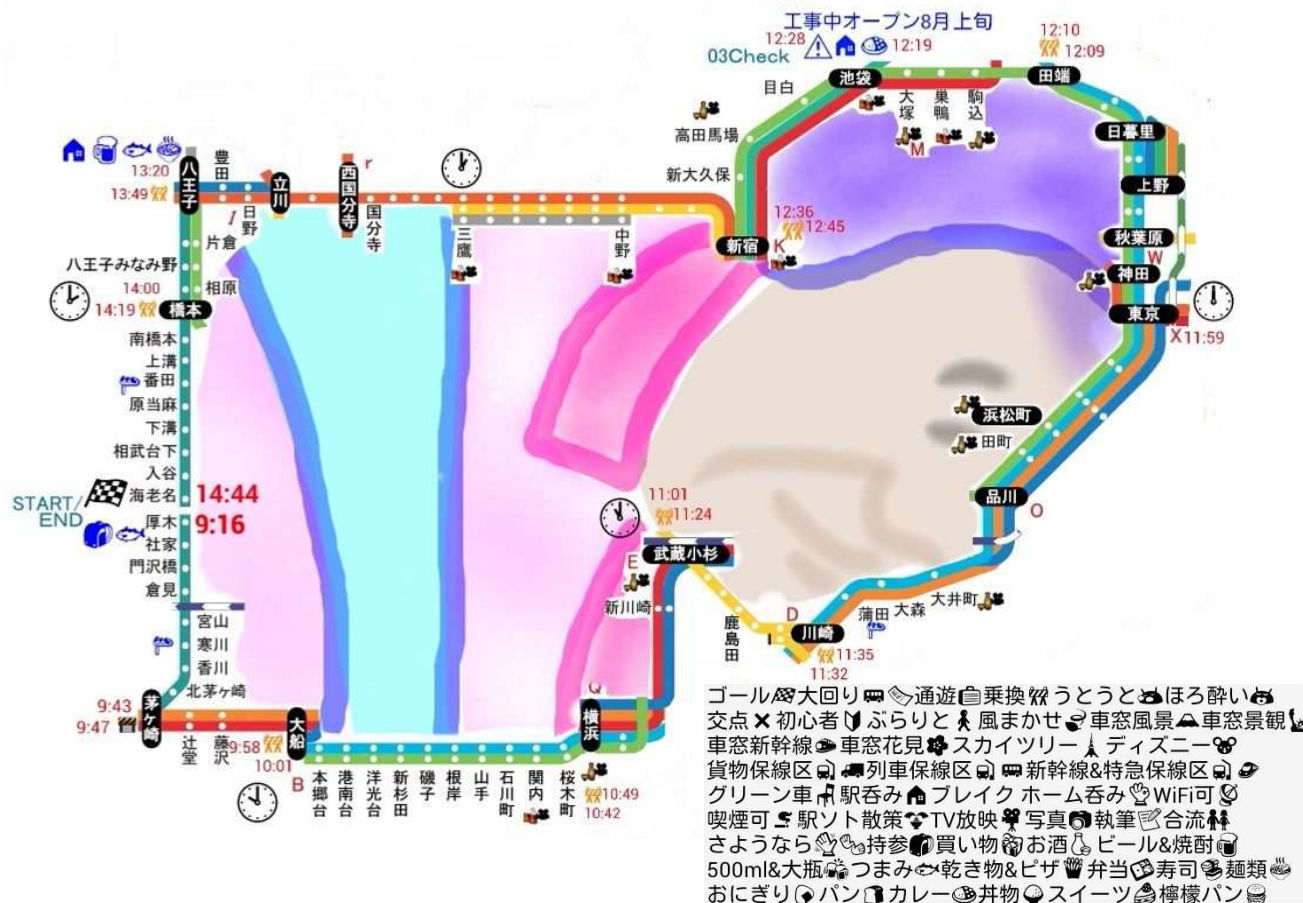 工事中オープン8月上旬
12:28
12:19
03Check
12:10
12:09
池袋
田端
目白
大塚
巣鴨
駒込
M
高田馬場
新大久保
日暮里
上野
秋葉原
W
神田
東京
X 11:59
12:36
12:45
新宿
K
13:20
13:49
八王子
豊田
日野
I
立川
西国分寺
r
国分寺
三鷹
中野
片倉
八王子みなみ野
相原
14:00
14:19
橋本
南橋本
上溝
番田
原当麻
下溝
相武台下
入谷
海老名
14:44
START/
END
9:16
厚木
社家
門沢橋
倉見
宮山
寒川
香川
北茅ヶ崎
9:43
9:47
茅ヶ崎
辻堂
藤沢
9:58
10:01
大船
B
本郷台
港南台
洋光台
新杉田
磯子
根岸
山手
石川町
関内
桜木町
横浜
Q
10:49
10:42
11:01
11:24
武蔵小杉
E
新川崎
鹿島田
D
川崎
11:35
11:32
蒲田
大森
大井町
品川
O
田町
浜松町
ゴール大回り通遊乗換うとうとほろ酔い
交点初心者ぶらりと風まかせ車窓風景車窓景観
車窓新幹線車窓花見スカイツリーディズニー
貨物保線区列車保線区新幹線&特急保線区
グリーン車駅呑みブレイク ホーム呑みWiFi可
喫煙可駅ソト散策TV放映写真執筆合流
さようなら持参買い物お酒ビール&焼酎
500ml&大瓶つまみ乾き物&ピザ弁当寿司麺類
おにぎりパンカレー丼物スイーツ檸檬パン